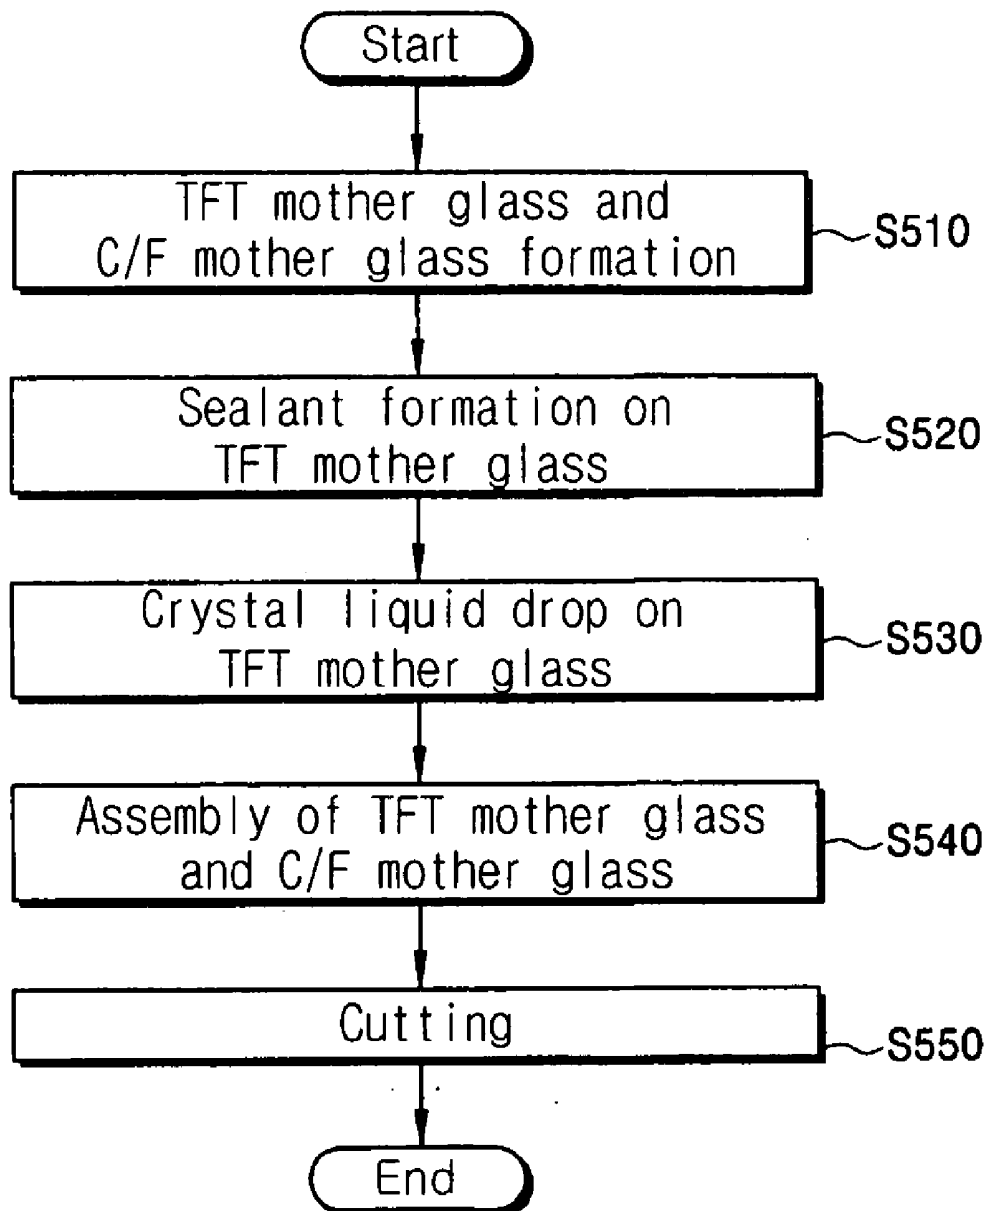 Start
TFT mother glass and
C/F mother glass formation
S510
Sealant formation on
TFT mother glass
S520
Crystal liquid drop on
TFT mother glass
S530
Assembly of TFT mother glass
and C/F mother glass
S540
Cutting
S550
End